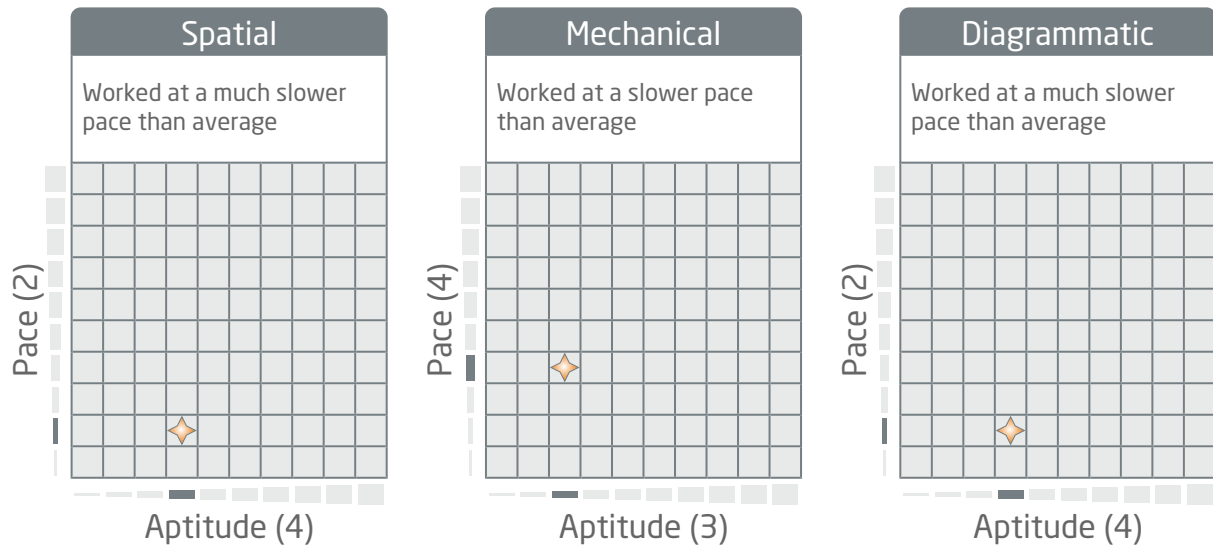 Spatial
Worked at a much slower
pace than average
Pace (2)
Aptitude (4)
Mechanical
Worked at a slower pace
than average
Pace (4)
Aptitude (3)
Diagrammatic
Worked at a much slower
pace than average
Pace (2)
Aptitude (4)